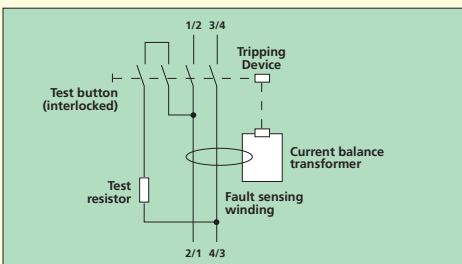 1/2 3/4
Tripping
Device
Test button
(interlocked)
Current balance
transformer
Test
resistor
Fault sensing
winding
2/1 4/3